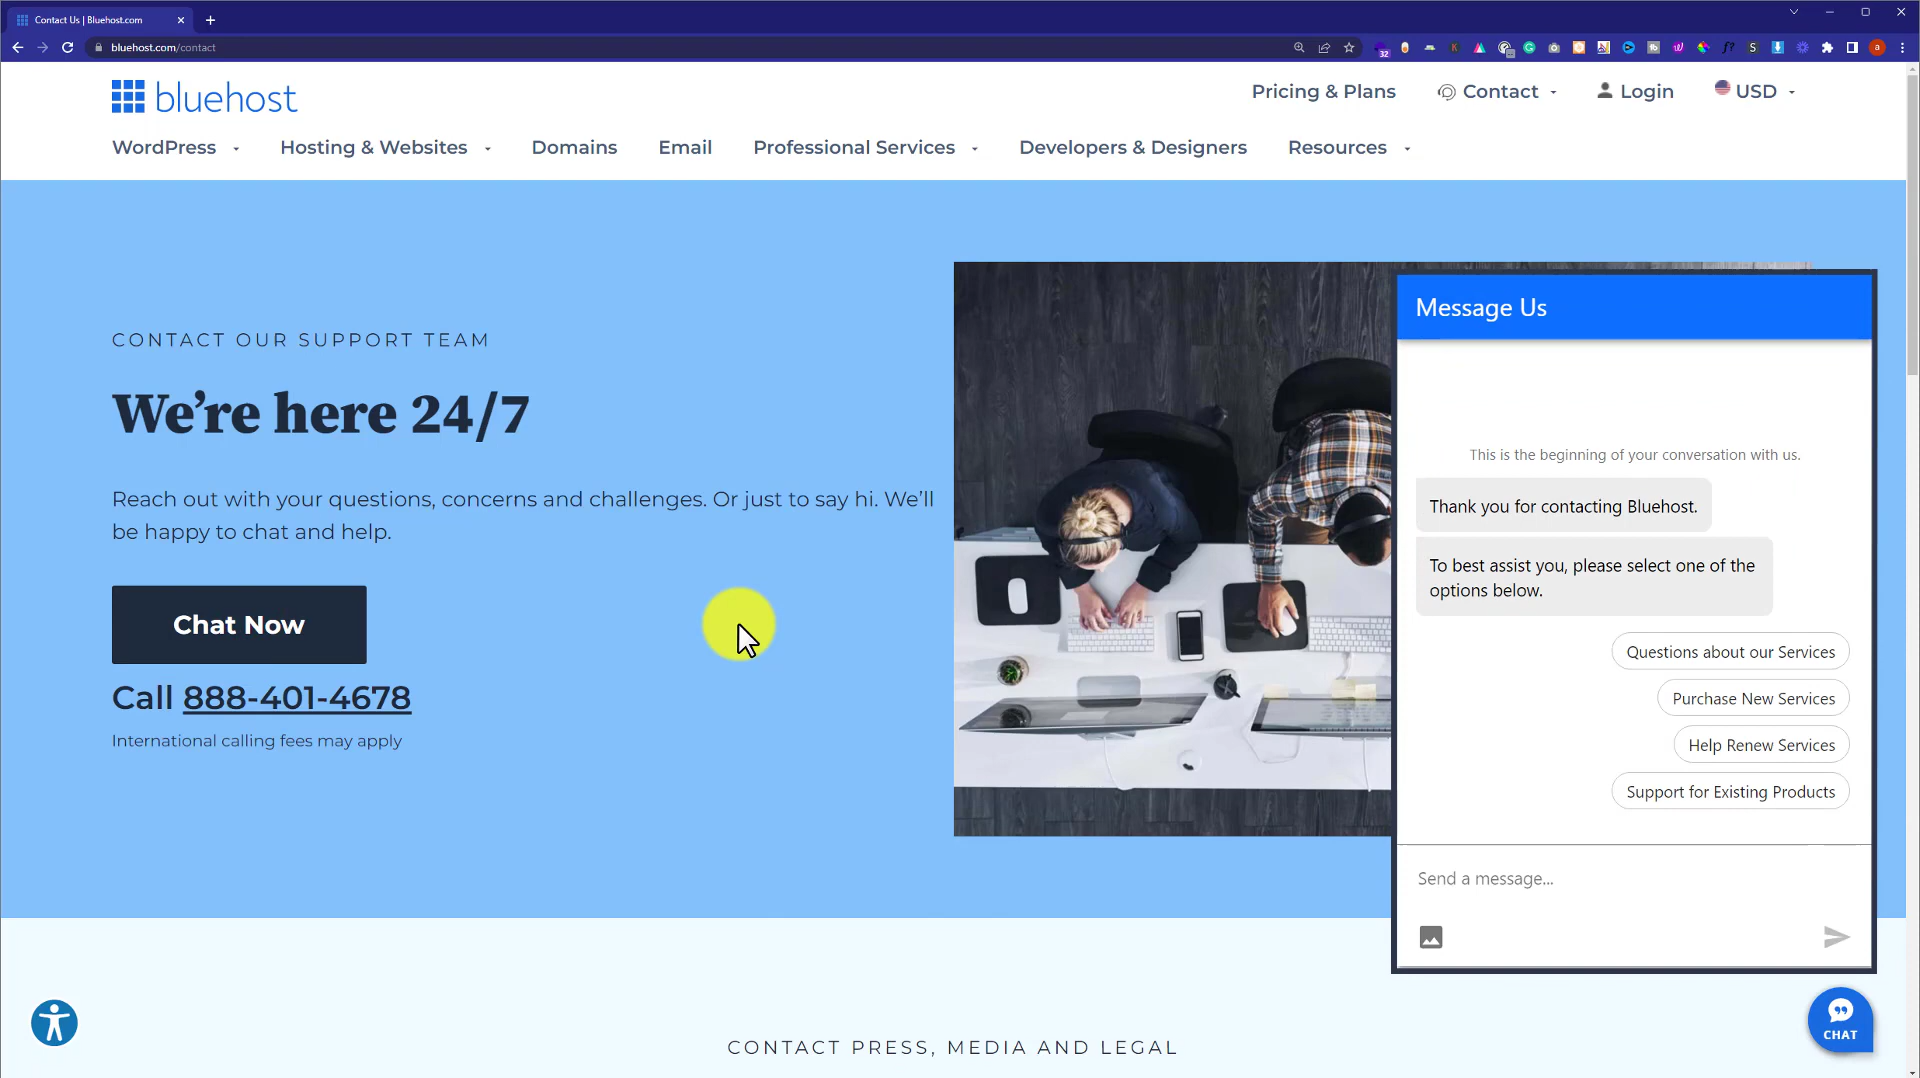 Contact Us | Bluehost.com
bluehost.com/contact
32
a
bluehost
Pricing & Plans
Contact
Login
USD
WordPress
Hosting & Websites
Domains
Email
Professional Services
Developers & Designers
Resources
CONTACT OUR SUPPORT TEAM
We're here 24/7
Reach out with your questions, concerns and challenges. Or just to say hi. We'll
be happy to chat and help.
Chat Now
Call 888-401-4678
International calling fees may apply
Message Us
This is the beginning of your conversation with us.
Thank you for contacting Bluehost.
To best assist you, please select one of the
options below.
Questions about our Services
Purchase New Services
Help Renew Services
Support for Existing Products
Send a message...
CHAT
CONTACT PRESS, MEDIA AND LEGAL